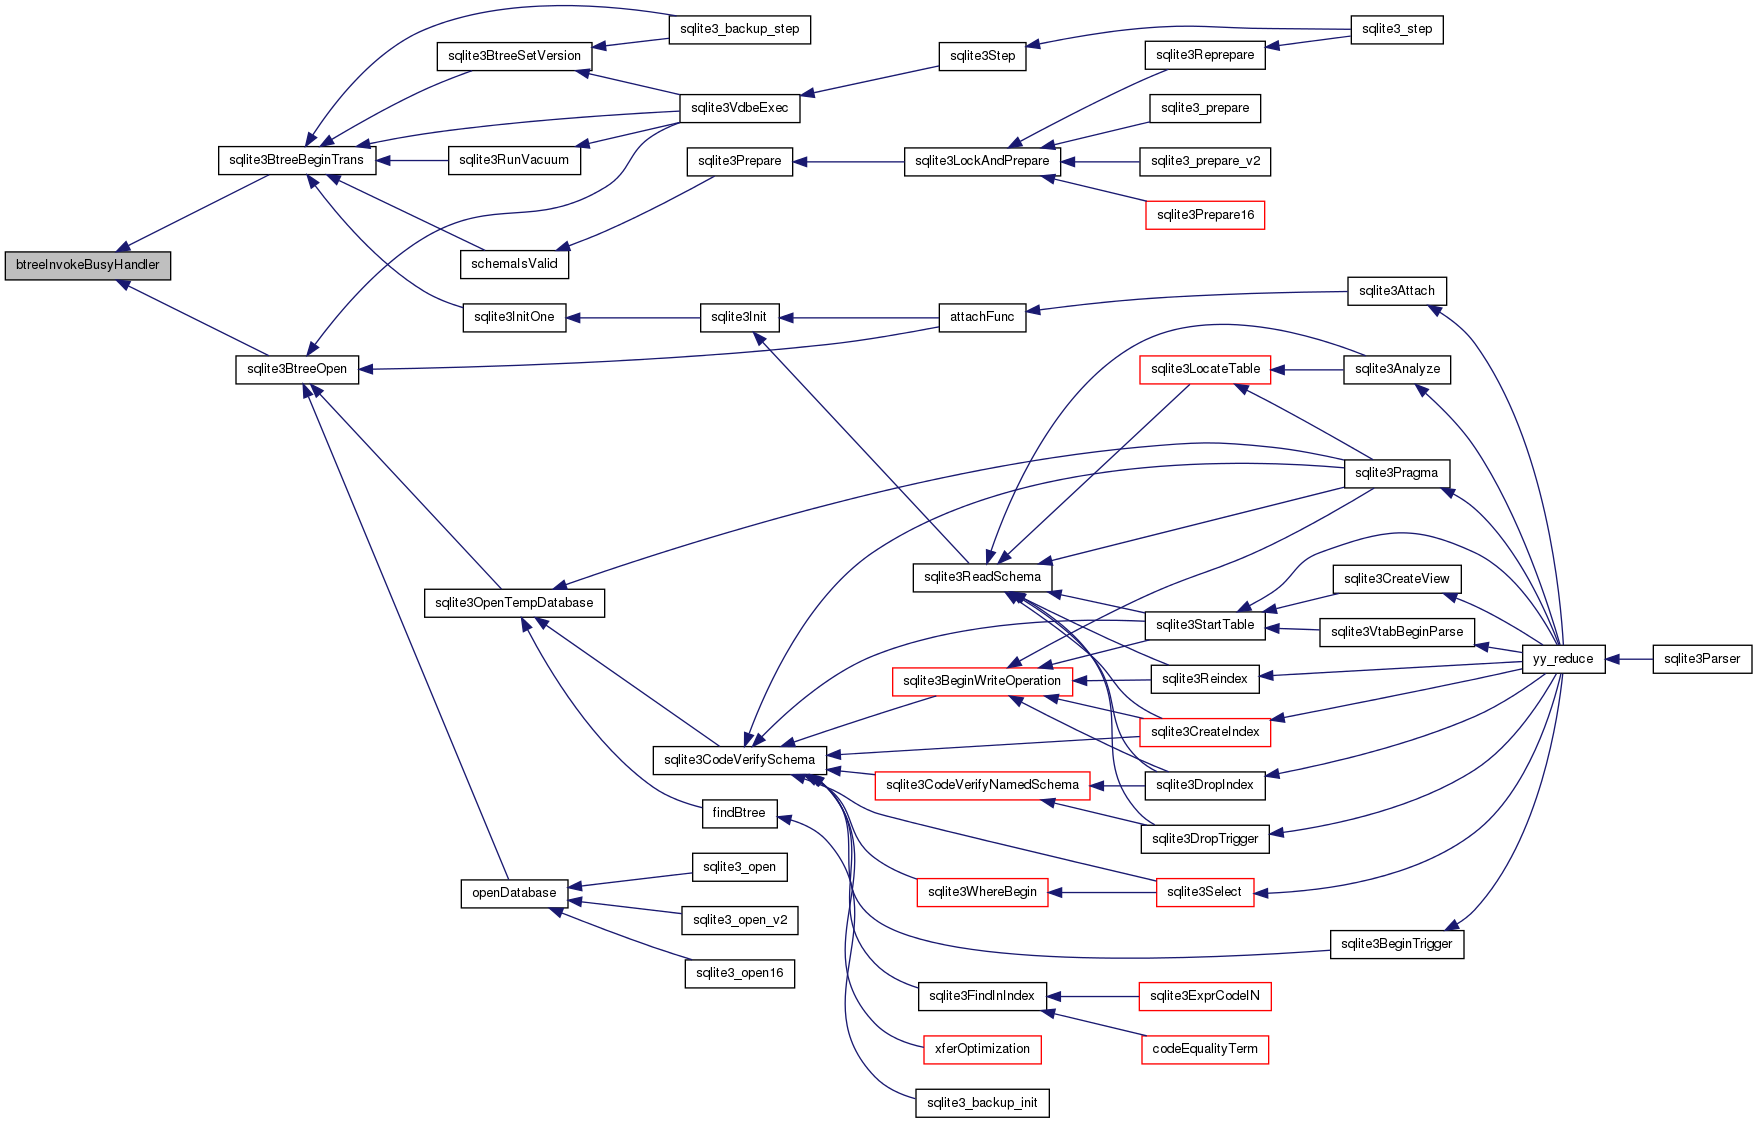 btreeInvokeBusyHandler
sqlite3BtreeBeginTrans
sqlite3BtreeOpen
sqlite3BtreeSetVersion
sqlite3RunVacuum
schemaIsValid
sqlite3InitOne
sqlite3OpenTempDatabase
openDatabase
sqlite3_backup_step
sqlite3VdbeExec
sqlite3Prepare
sqlite3Init
sqlite3CodeVerifySchema
findBtree
sqlite3_open
sqlite3_open_v2
sqlite3_open16
sqlite3Step
sqlite3LockAndPrepare
attachFunc
sqlite3ReadSchema
sqlite3BeginWriteOperation
sqlite3CodeVerifyNamedSchema
sqlite3WhereBegin
sqlite3FindInIndex
xferOptimization
sqlite3_backup_init
sqlite3Reprepare
sqlite3_prepare
sqlite3_prepare_v2
sqlite3Prepare16
sqlite3LocateTable
sqlite3StartTable
sqlite3Reindex
sqlite3CreateIndex
sqlite3DropIndex
sqlite3DropTrigger
sqlite3Select
sqlite3ExprCodeIN
codeEqualityTerm
sqlite3_step
sqlite3Attach
sqlite3Analyze
sqlite3Pragma
sqlite3CreateView
sqlite3VtabBeginParse
sqlite3BeginTrigger
yy_reduce
sqlite3Parser